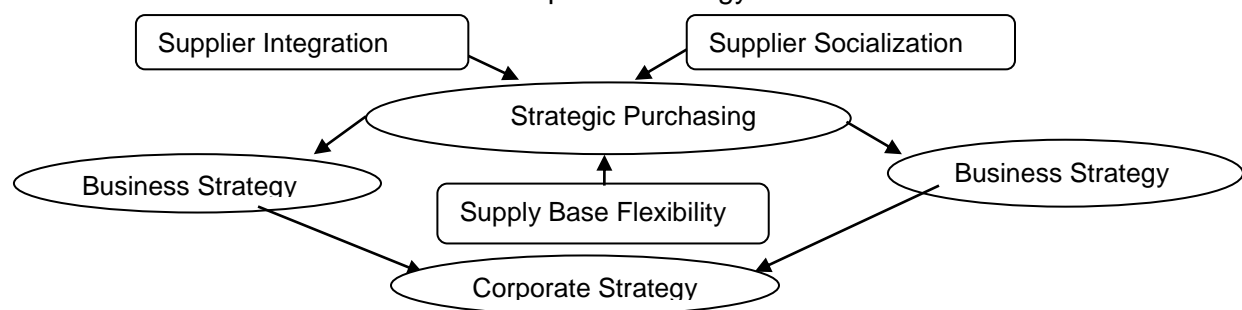 Supplier Integration
Supplier Socialization
Strategic Purchasing
Business Strategy
Business Strategy
Supply Base Flexibility
Corporate Strategy